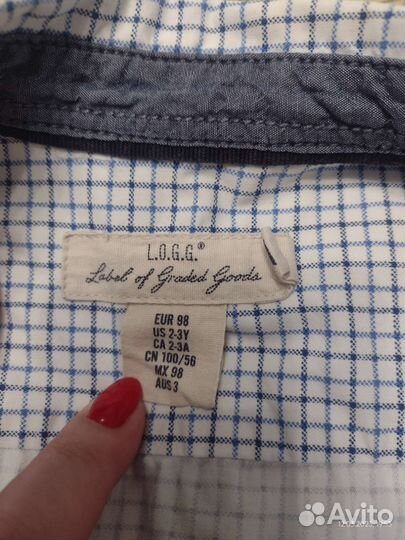 L.O.G.G.®
Label of Graded Goods
EUR 98
US 2-3Y
CA 2-3A
CN 100/56
MX 98
AUS 3
Avito